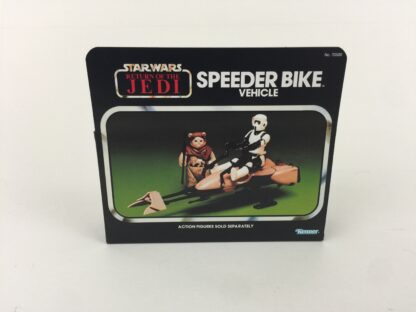 STAR WARS
RETURN OF THE
JEDI
SPEEDER BIKE
VEHICLE
ACTION FIGURES SOLD SEPARATELY
Kenner